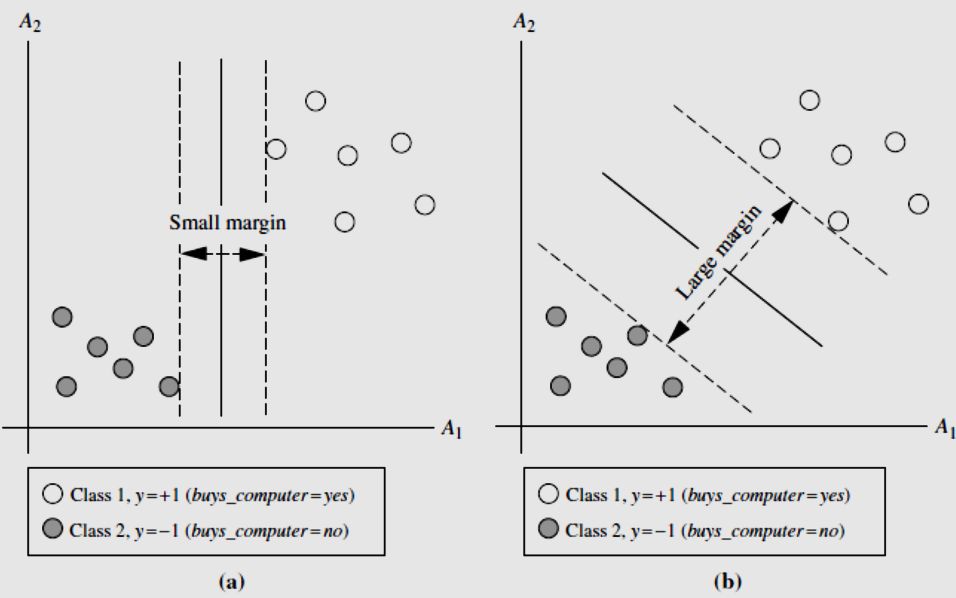 A2
A2
Small margin
Large margin
A1
A1
Class 1, y=+1 (buys_computer=yes)
Class 2, y=−1 (buys_computer=no)
Class 1, y=+1 (buys_computer=yes)
Class 2, y=−1 (buys_computer=no)
(a)
(b)